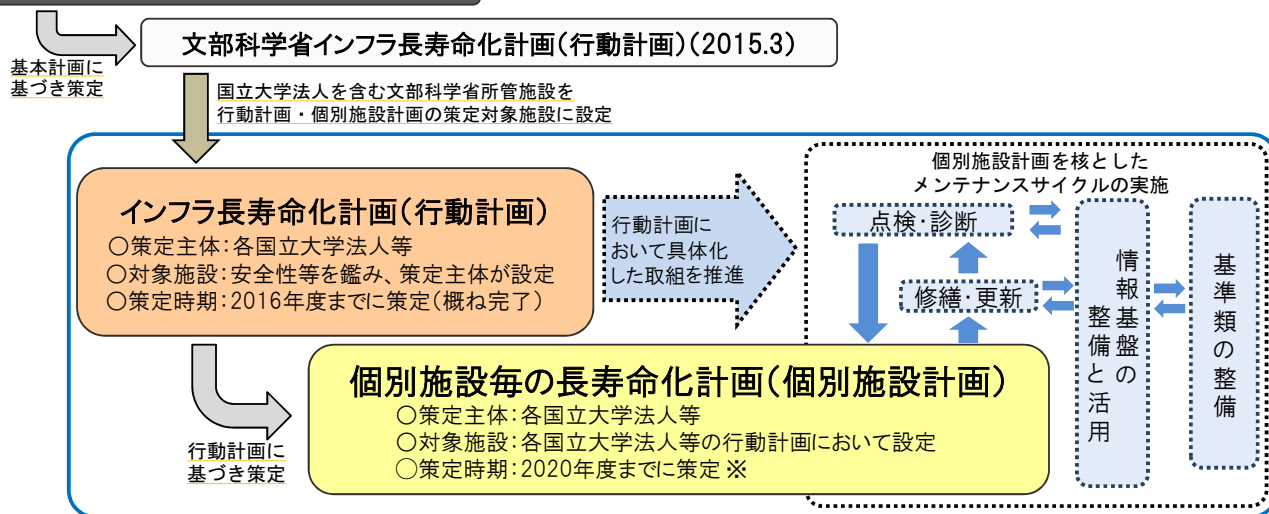 文部科学省インフラ長寿命化計画(行動計画)(2015.3)
基本計画に
基づき策定
国立大学法人を含む文部科学省所管施設を
行動計画・個別施設計画の策定対象施設に設定
インフラ長寿命化計画(行動計画)
○策定主体:各国立大学法人等
○対象施設:安全性等を鑑み、策定主体が設定
○策定時期:2016年度までに策定(概ね完了)
行動計画に
おいて具体化
した取組を推進
個別施設計画を核とした
メンテナンスサイクルの実施
点検・診断
修繕・更新
情報基盤の
整備と活用
基準類の整備
行動計画に
基づき策定
個別施設毎の長寿命化計画(個別施設計画)
○策定主体:各国立大学法人等
○対象施設:各国立大学法人等の行動計画において設定
○策定時期:2020年度までに策定 ※